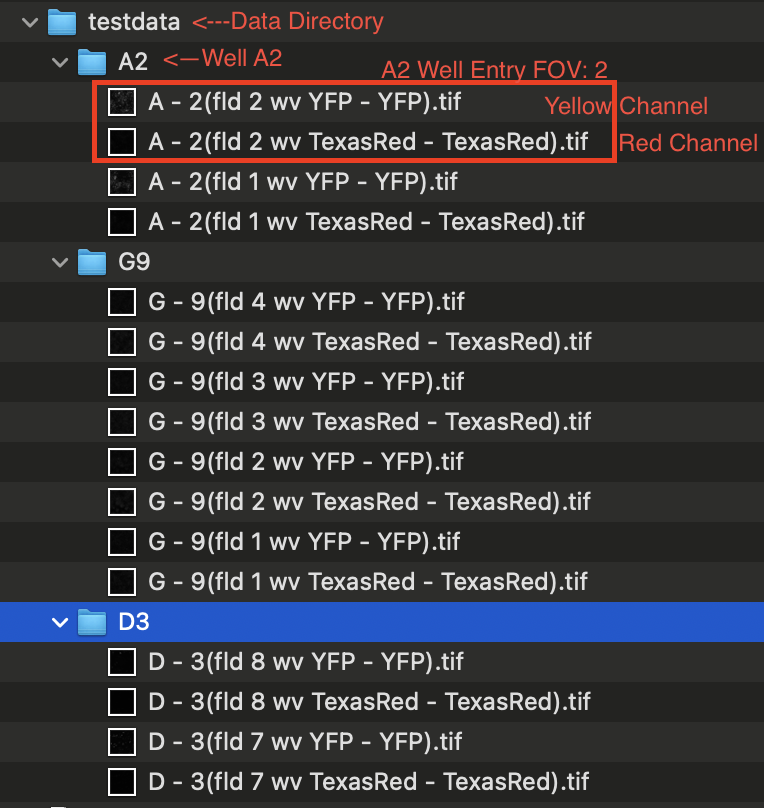 testdata <---Data Directory
A2 <—Well A2
A2 Well Entry FOV: 2
A - 2(fld 2 wv YFP - YFP).tif Yellow Channel
A - 2(fld 2 wv TexasRed - TexasRed).tif Red Channel
A - 2(fld 1 wv YFP - YFP).tif
A - 2(fld 1 wv TexasRed - TexasRed).tif
G9
G - 9(fld 4 wv YFP - YFP).tif
G - 9(fld 4 wv TexasRed - TexasRed).tif
G - 9(fld 3 wv YFP - YFP).tif
G - 9(fld 3 wv TexasRed - TexasRed).tif
G - 9(fld 2 wv YFP - YFP).tif
G - 9(fld 2 wv TexasRed - TexasRed).tif
G - 9(fld 1 wv YFP - YFP).tif
G - 9(fld 1 wv TexasRed - TexasRed).tif
D3
D - 3(fld 8 wv YFP - YFP).tif
D - 3(fld 8 wv TexasRed - TexasRed).tif
D - 3(fld 7 wv YFP - YFP).tif
D - 3(fld 7 wv TexasRed - TexasRed).tif